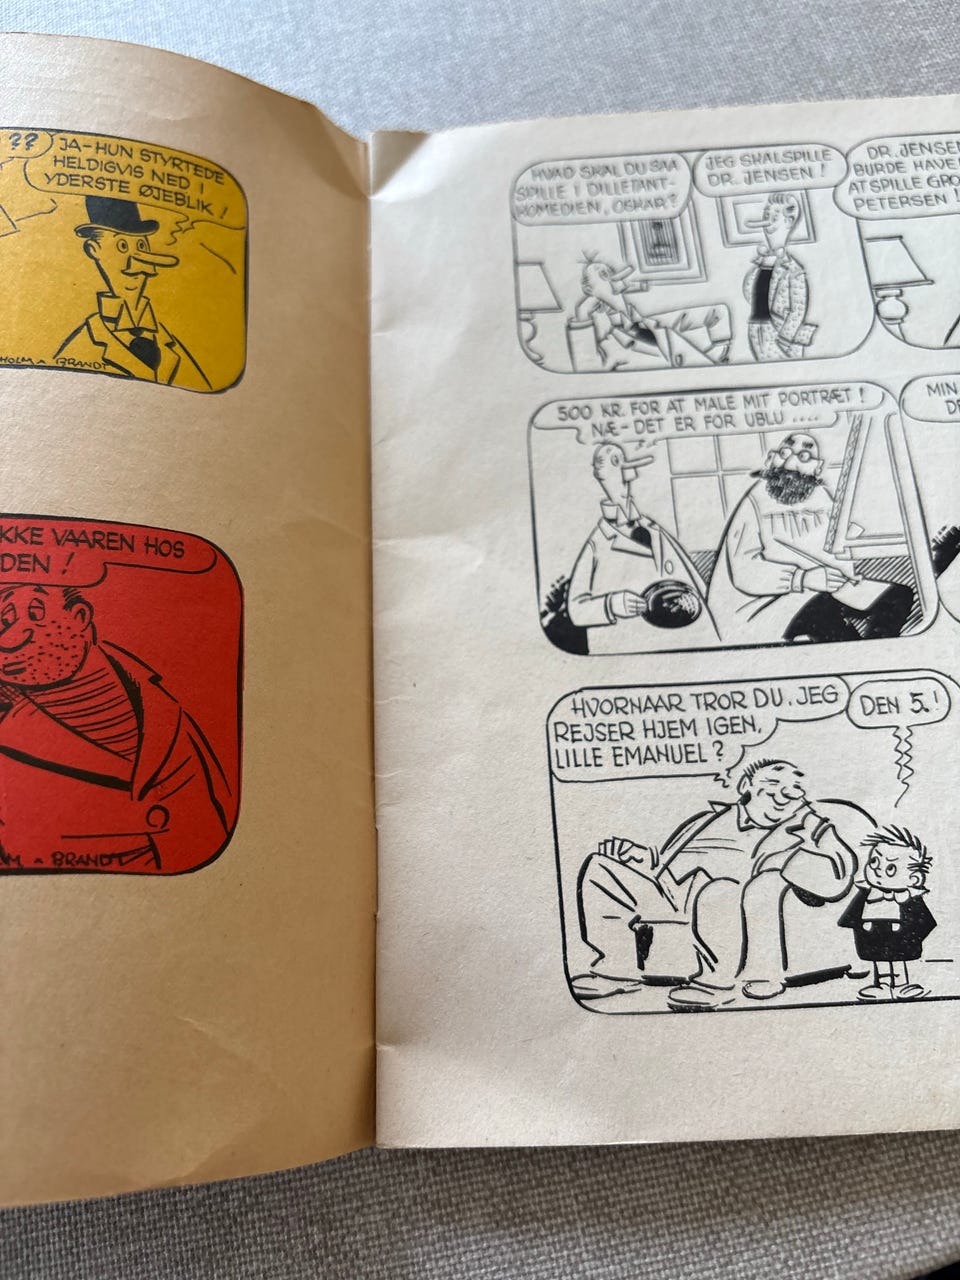 ??
JA-HUN STYRTEDE
HELDIGVIS NED I
YDERSTE ØJEBLIK!
HOLM BRANDT
KKE VAAREN HOS
DEN!
M BRANDT
HVAD SKAL DU SAA
SPILLE I DILLETANT-
KOMEDIEN, OSKAR?
JEG SKAL SPILLE
DR. JENSEN!
DR. JENSEN
BURDE HAVE
AT SPILLE GRO
PETERSEN!
500 KR. FOR AT MALE MIT PORTRÆT!
NÆ-DET ER FOR UBLU ....
MIN
DE
HVORNAAR TROR DU, JEG
REJSER HJEM IGEN,
LILLE EMANUEL?
DEN 5.!